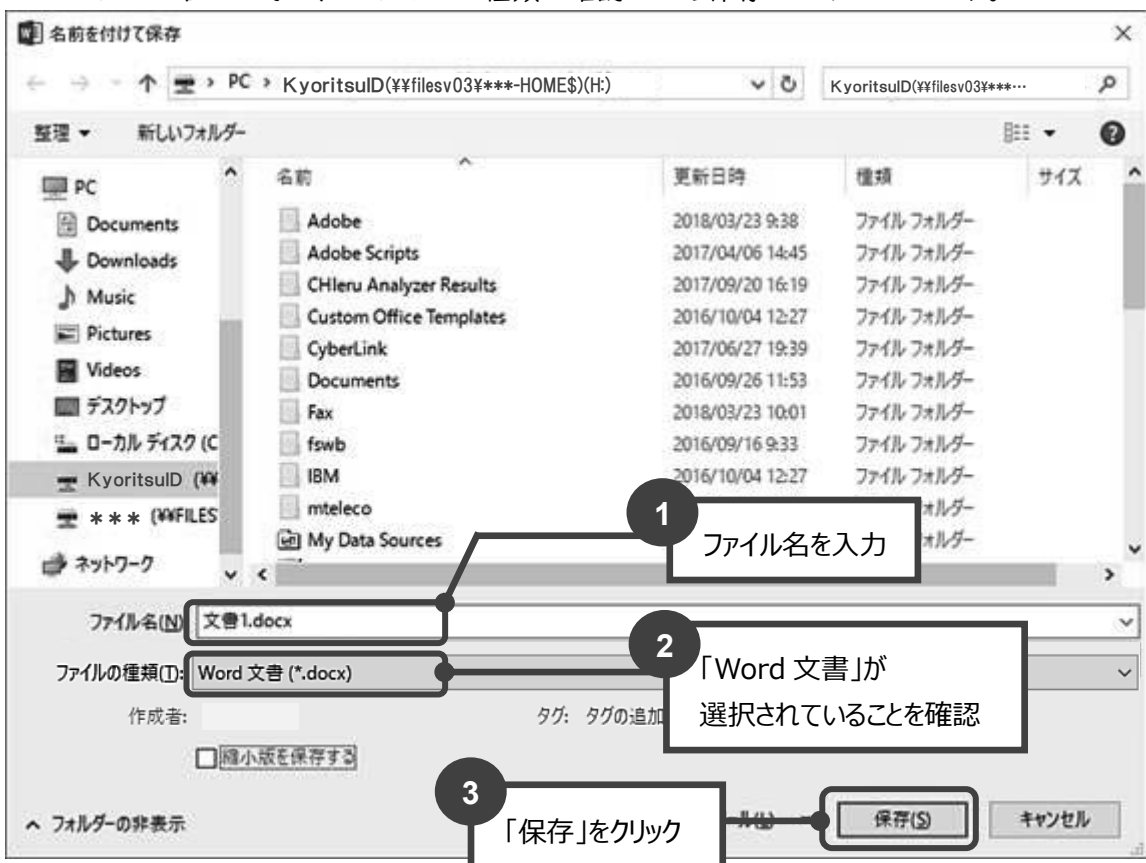 名前を付けて保存
PC › KyoritsuID(¥¥filesv03¥***-HOME$)(H:)
KyoritsuID(¥¥filesv03¥***…
整理 新しいフォルダー
名前 更新日時 種類 サイズ
PC
Documents
Downloads
Music
Pictures
Videos
デスクトップ
ローカル ディスク (C
KyoritsuID (¥¥
*** (¥¥FILES
ネットワーク
Adobe 2018/03/23 9:38 ファイル フォルダー
Adobe Scripts 2017/04/06 14:45 ファイル フォルダー
CHIeru Analyzer Results 2017/09/20 16:19 ファイル フォルダー
Custom Office Templates 2016/10/04 12:27 ファイル フォルダー
CyberLink 2017/06/27 19:39 ファイル フォルダー
Documents 2016/09/26 11:53 ファイル フォルダー
Fax 2018/03/23 10:01 ファイル フォルダー
fswb 2016/09/16 9:33 ファイル フォルダー
IBM 2016/10/04 12:27 ファイル フォルダー
mteleco ォルダー
My Data Sources ォルダー
1
ファイル名を入力
ファイル名(N) 文書1.docx
ファイルの種類(T): Word 文書 (*.docx)
2
「Word 文書」が
選択されていることを確認
作成者: タグ: タグの追加
縮小版を保存する
3
「保存」をクリック
フォルダーの非表示 ール(L) 保存(S) キャンセル